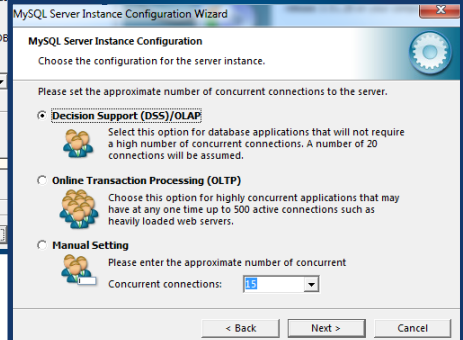 MySQL Server Instance Configuration Wizard
MySQL Server Instance Configuration
Choose the configuration for the server instance.
Please set the approximate number of concurrent connections to the server.
Decision Support (DSS)/OLAP
Select this option for database applications that will not require
a high number of concurrent connections. A number of 20
connections will be assumed.
Online Transaction Processing (OLTP)
Choose this option for highly concurrent applications that may
have at any one time up to 500 active connections such as
heavily loaded web servers.
Manual Setting
Please enter the approximate number of concurrent
Concurrent connections: 15
< Back Next > Cancel